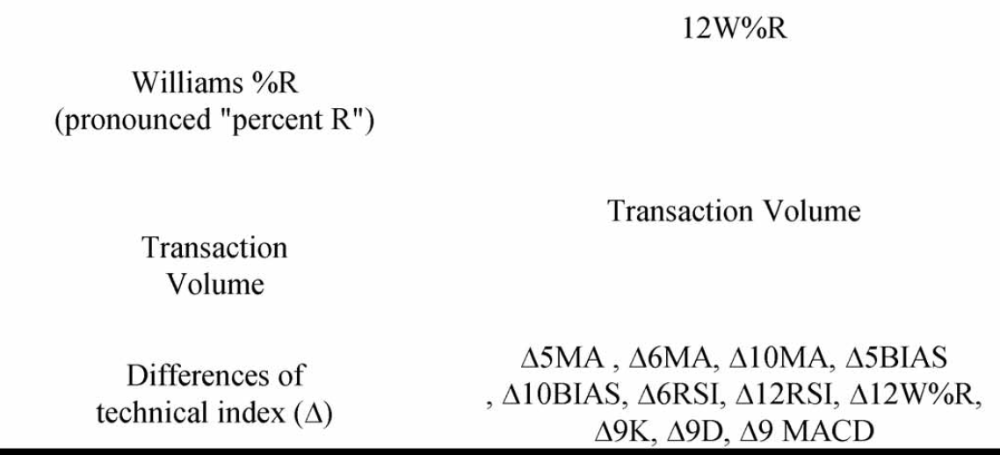 12W%R
Williams %R
(pronounced "percent R")
Transaction Volume
Transaction
Volume
Differences of
technical index (Δ)
Δ5MA , Δ6MA, Δ10MA, Δ5BIAS
, Δ10BIAS, Δ6RSI, Δ12RSI, Δ12W%R,
Δ9K, Δ9D, Δ9 MACD